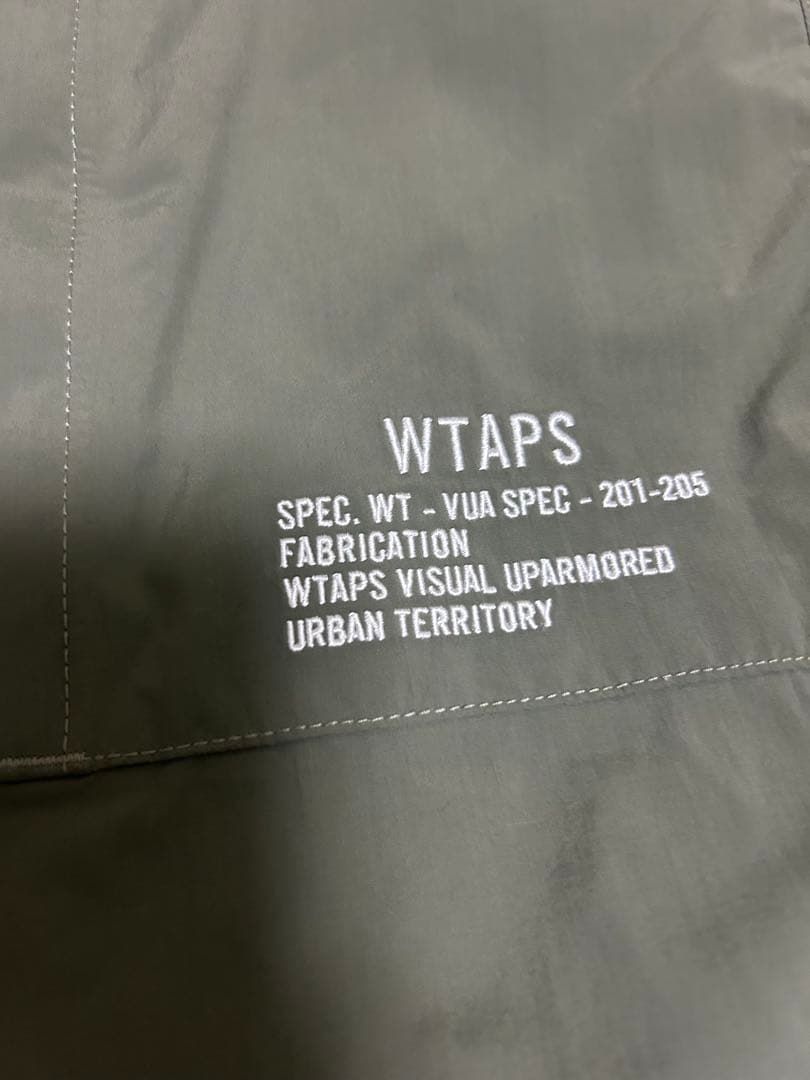 WTAPS
SPEC. WT - VUA SPEC - 201-205
FABRICATION
WTAPS VISUAL UPARMORED
URBAN TERRITORY